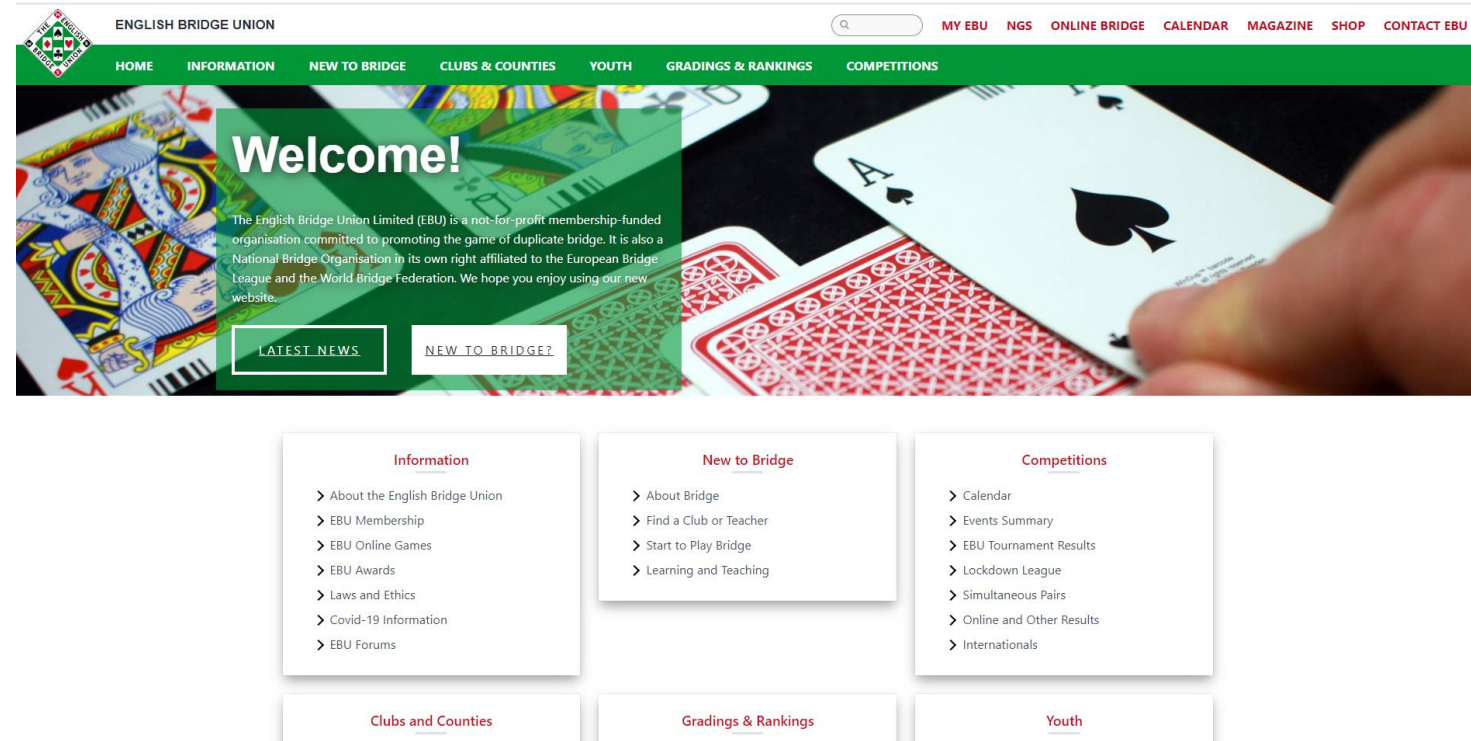 THE ENGLISH BRIDGE UNION
ENGLISH BRIDGE UNION
MY EBU NGS ONLINE BRIDGE CALENDAR MAGAZINE SHOP CONTACT EBU
HOME INFORMATION NEW TO BRIDGE CLUBS & COUNTIES YOUTH GRADINGS & RANKINGS COMPETITIONS
Welcome!
The English Bridge Union Limited (EBU) is a not-for-profit membership-funded
organisation committed to promoting the game of duplicate bridge. It is also a
National Bridge Organisation in its own right affiliated to the European Bridge
League and the World Bridge Federation. We hope you enjoy using our new
website.
LATEST NEWS NEW TO BRIDGE?
A
K
Information
About the English Bridge Union
EBU Membership
EBU Online Games
EBU Awards
Laws and Ethics
Covid-19 Information
EBU Forums
New to Bridge
About Bridge
Find a Club or Teacher
Start to Play Bridge
Learning and Teaching
Competitions
Calendar
Events Summary
EBU Tournament Results
Lockdown League
Simultaneous Pairs
Online and Other Results
Internationals
Clubs and Counties
Gradings & Rankings
Youth